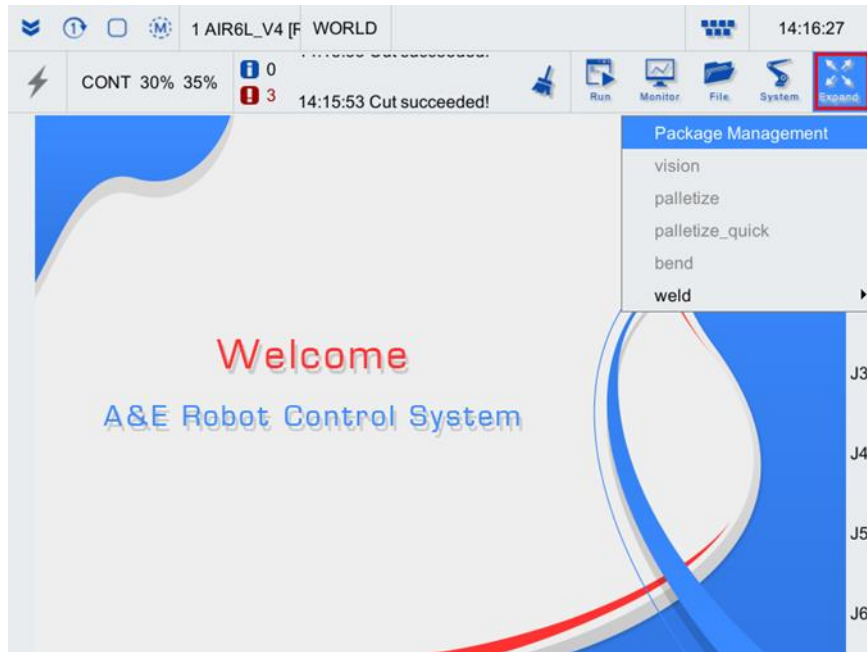 1 AIR6L_V4 [F WORLD 14:16:27
CONT 30% 35% 0
3 14:15:53 Cut succeeded!
Run Monitor File System Expand
Package Management
vision
palletize
palletize_quick
bend
weld
Welcome
A&E Robot Control System
J3
J4
J5
J6